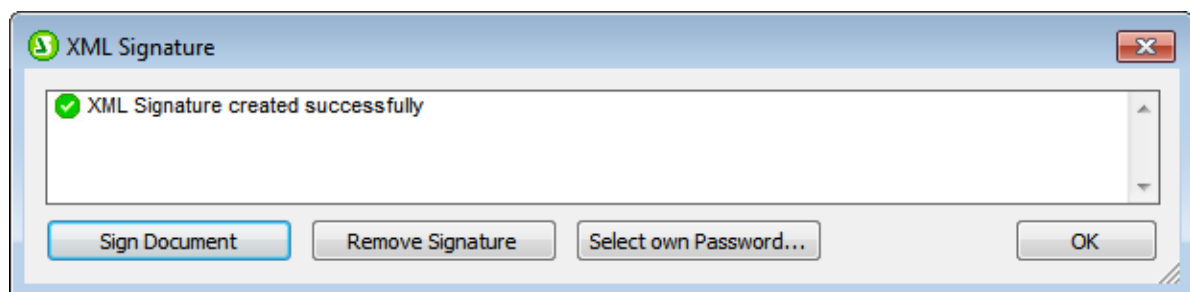 XML Signature
XML Signature created successfully
Sign Document
Remove Signature
Select own Password...
OK